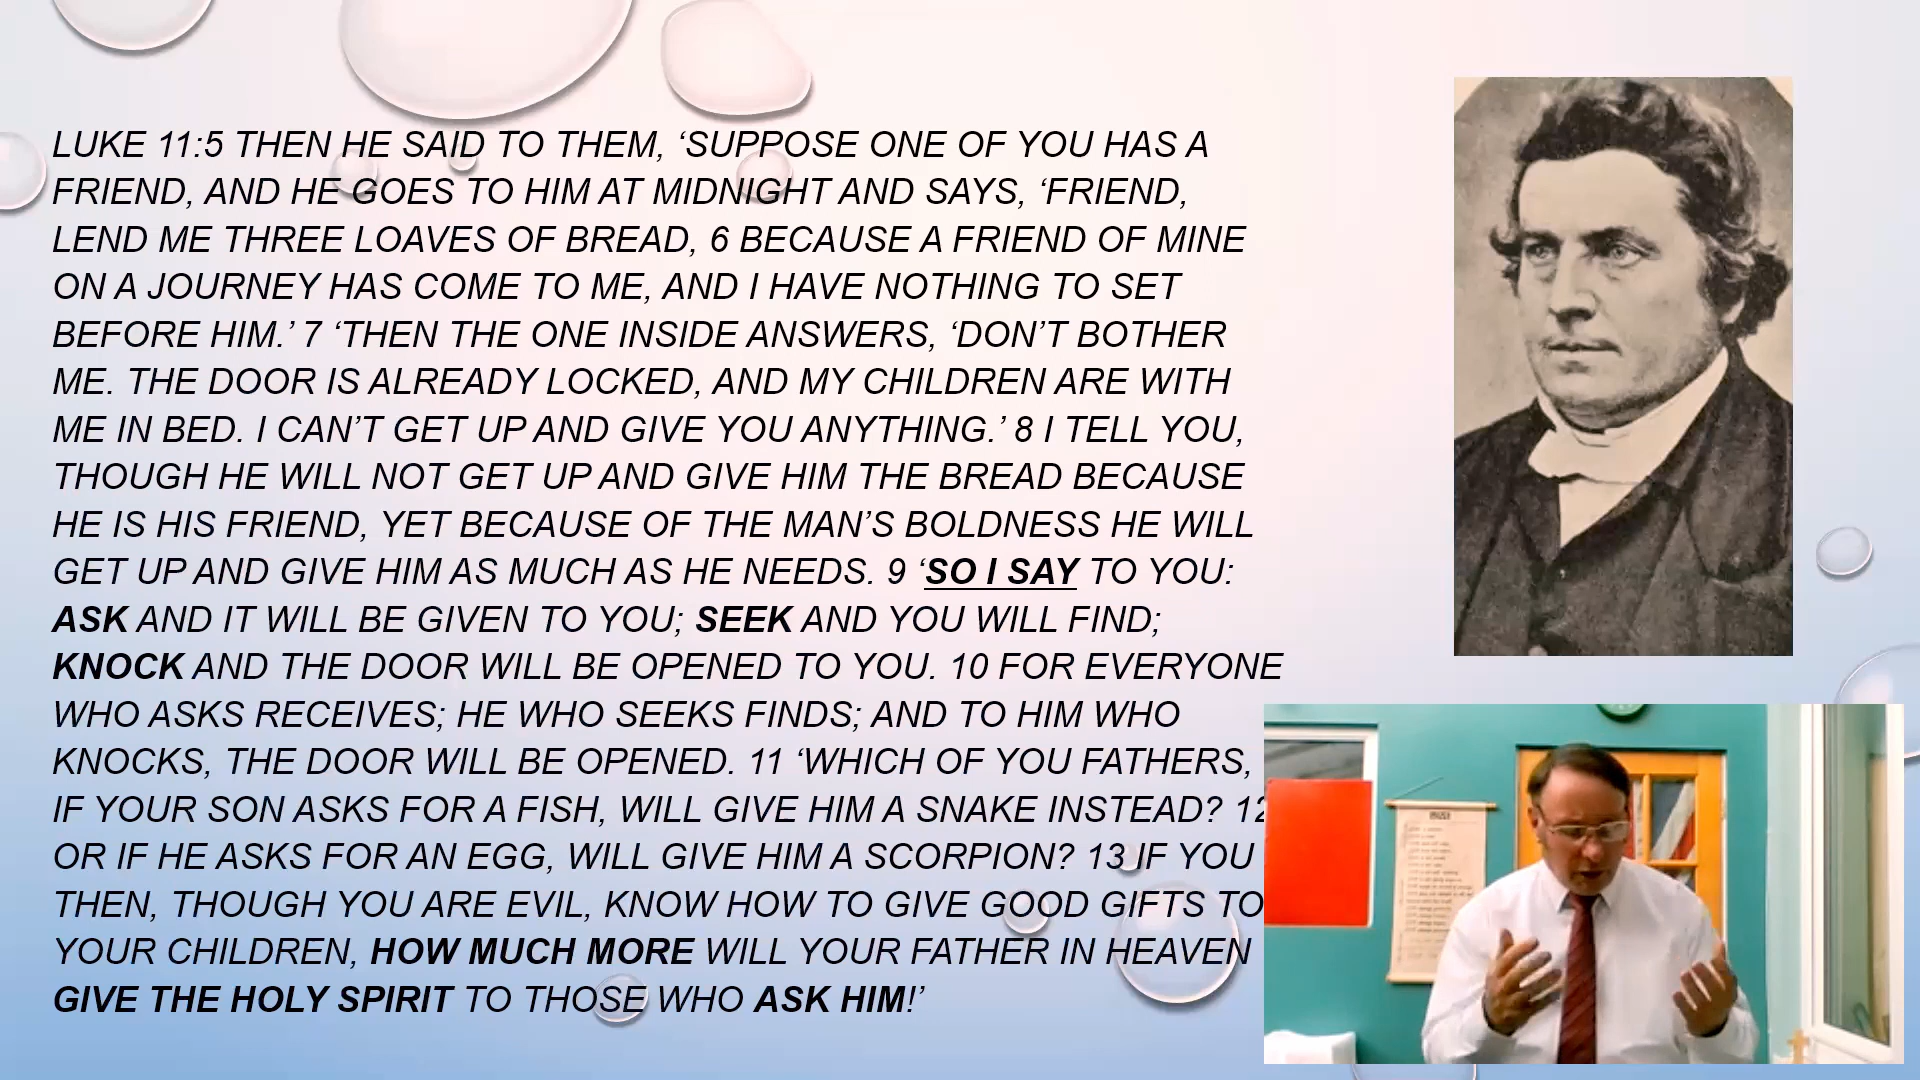 LUKE 11:5 THEN HE SAID TO THEM, ‘SUPPOSE ONE OF YOU HAS A
FRIEND, AND HE GOES TO HIM AT MIDNIGHT AND SAYS, ‘FRIEND,
LEND ME THREE LOAVES OF BREAD, 6 BECAUSE A FRIEND OF MINE
ON A JOURNEY HAS COME TO ME, AND I HAVE NOTHING TO SET
BEFORE HIM.’ 7 ‘THEN THE ONE INSIDE ANSWERS, ‘DON’T BOTHER
ME. THE DOOR IS ALREADY LOCKED, AND MY CHILDREN ARE WITH
ME IN BED. I CAN’T GET UP AND GIVE YOU ANYTHING.’ 8 I TELL YOU,
THOUGH HE WILL NOT GET UP AND GIVE HIM THE BREAD BECAUSE
HE IS HIS FRIEND, YET BECAUSE OF THE MAN’S BOLDNESS HE WILL
GET UP AND GIVE HIM AS MUCH AS HE NEEDS. 9 ‘SO I SAY TO YOU:
ASK AND IT WILL BE GIVEN TO YOU; SEEK AND YOU WILL FIND;
KNOCK AND THE DOOR WILL BE OPENED TO YOU. 10 FOR EVERYONE
WHO ASKS RECEIVES; HE WHO SEEKS FINDS; AND TO HIM WHO
KNOCKS, THE DOOR WILL BE OPENED. 11 ‘WHICH OF YOU FATHERS,
IF YOUR SON ASKS FOR A FISH, WILL GIVE HIM A SNAKE INSTEAD? 12
OR IF HE ASKS FOR AN EGG, WILL GIVE HIM A SCORPION? 13 IF YOU
THEN, THOUGH YOU ARE EVIL, KNOW HOW TO GIVE GOOD GIFTS TO
YOUR CHILDREN, HOW MUCH MORE WILL YOUR FATHER IN HEAVEN
GIVE THE HOLY SPIRIT TO THOSE WHO ASK HIM!’